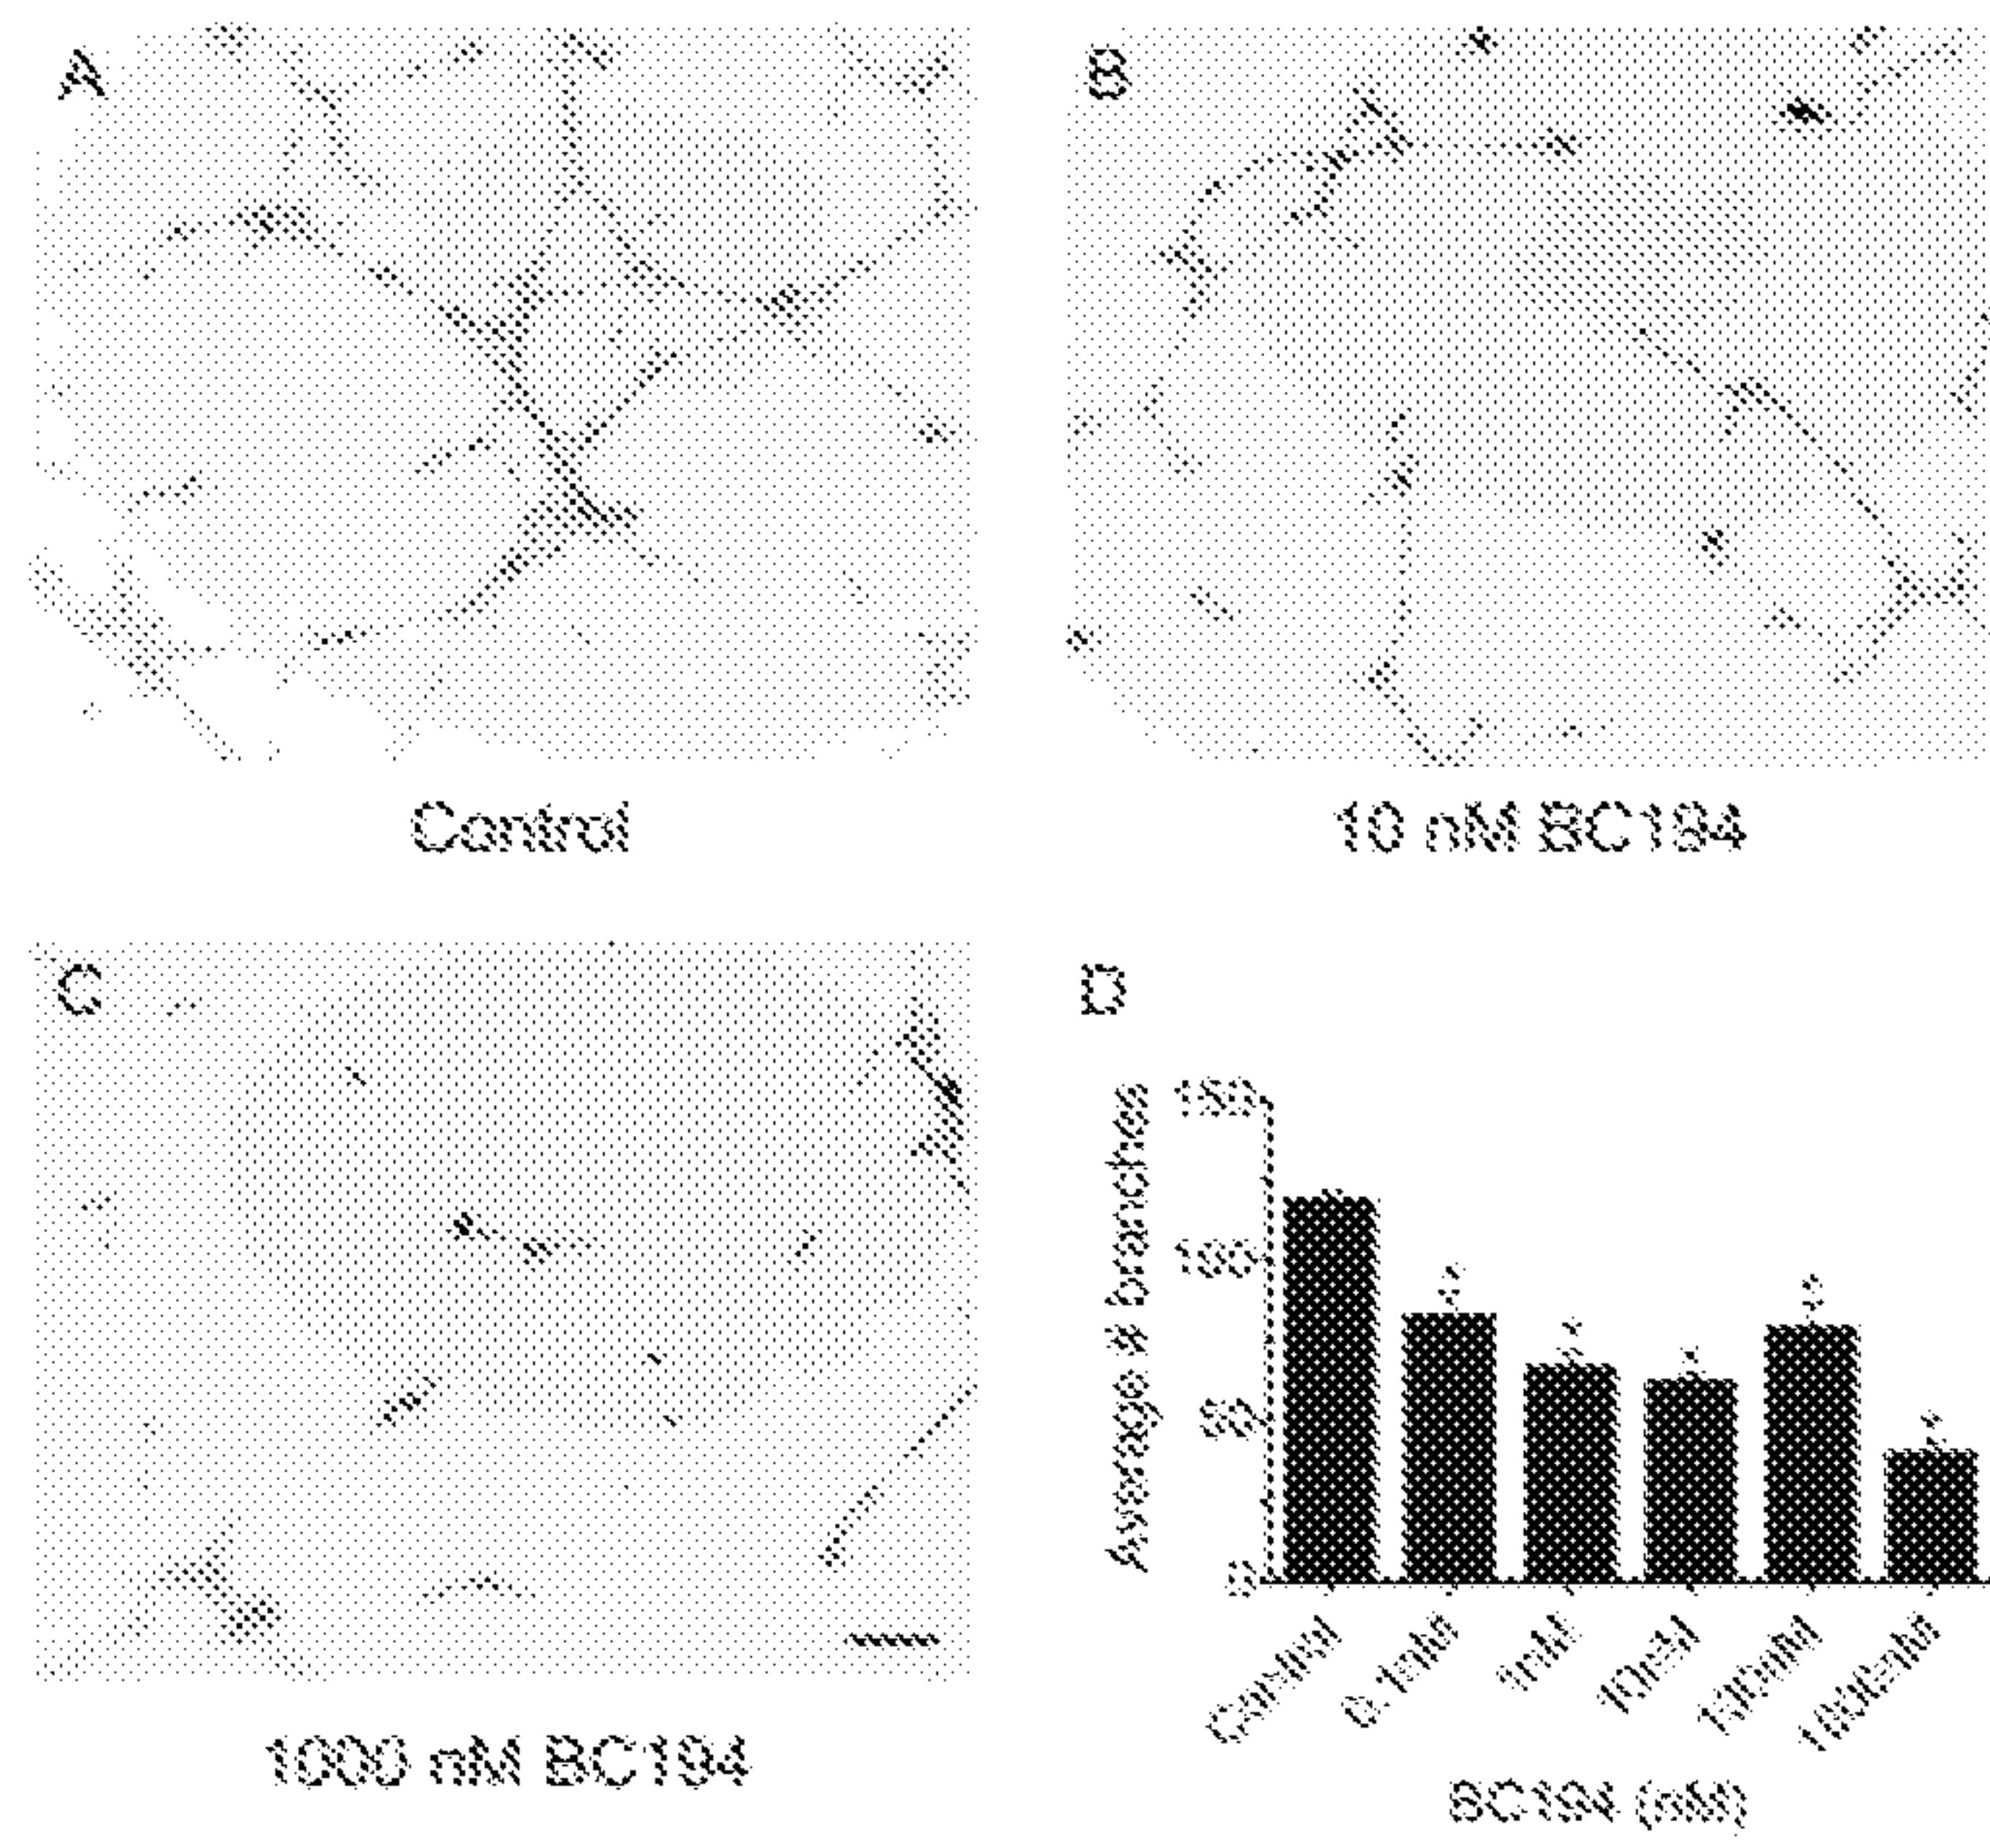 A
B
Control
10 nM BC194
C
D
1000 nM BC194
Average # branches
150
100
50
0
Control
0.1nM
1nM
10nM
100nM
1000nM
BC194 (nM)